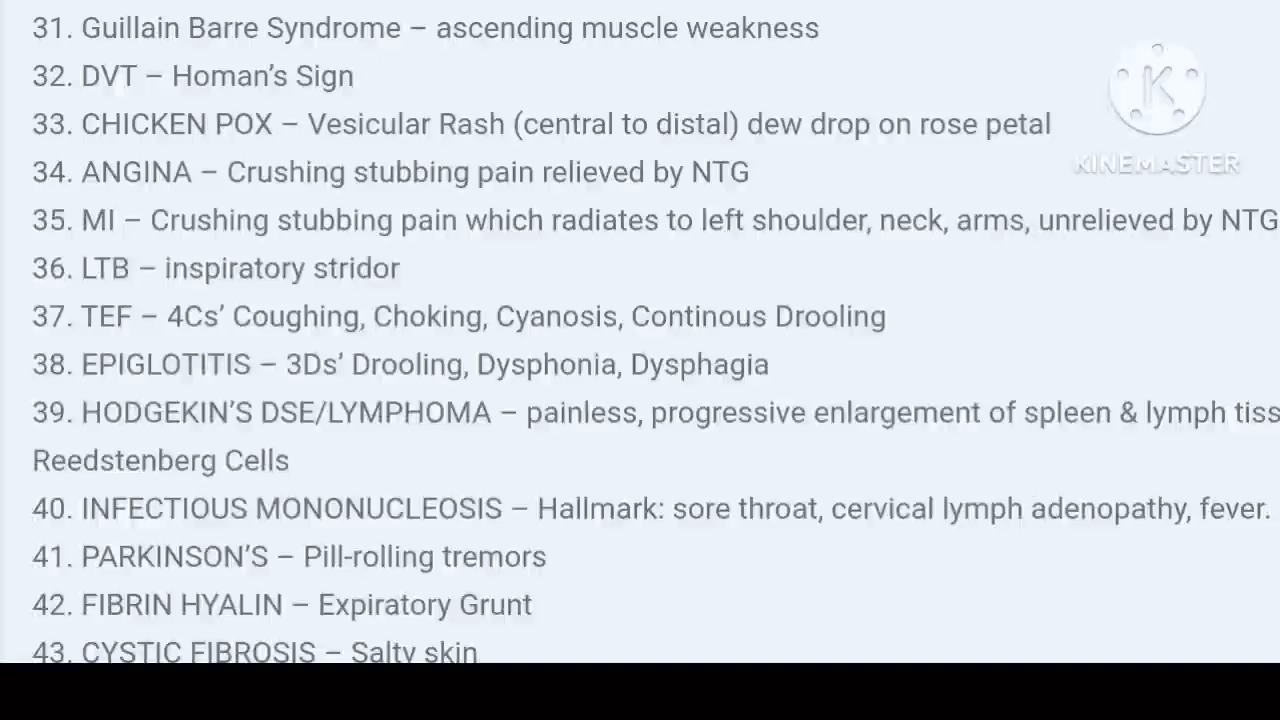 31. Guillain Barre Syndrome – ascending muscle weakness
32. DVT – Homan’s Sign
33. CHICKEN POX – Vesicular Rash (central to distal) dew drop on rose petal
34. ANGINA – Crushing stubbing pain relieved by NTG
35. MI – Crushing stubbing pain which radiates to left shoulder, neck, arms, unrelieved by NTG
36. LTB – inspiratory stridor
37. TEF – 4Cs’ Coughing, Choking, Cyanosis, Continous Drooling
38. EPIGLOTITIS – 3Ds’ Drooling, Dysphonia, Dysphagia
39. HODGEKIN’S DSE/LYMPHOMA – painless, progressive enlargement of spleen & lymph tiss
Reedstenberg Cells
40. INFECTIOUS MONONUCLEOSIS – Hallmark: sore throat, cervical lymph adenopathy, fever.
41. PARKINSON’S – Pill-rolling tremors
42. FIBRIN HYALIN – Expiratory Grunt
43. CYSTIC FIBROSIS – Salty skin
K
KINEMASTER